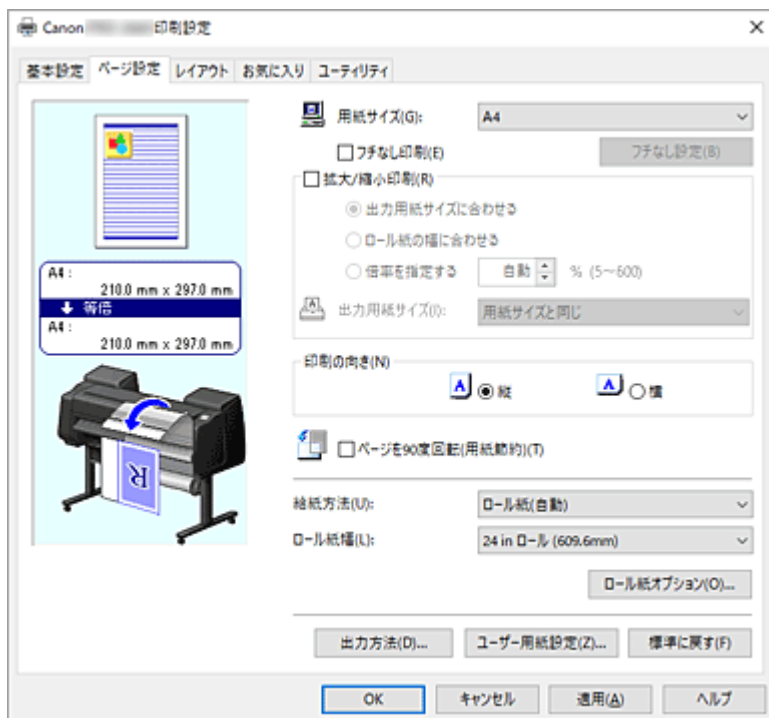 Canon 印刷設定
基本設定 ページ設定 レイアウト お気に入り ユーティリティ
用紙サイズ(G): A4
フチなし印刷(E) フチなし設定(B)
拡大/縮小印刷(R)
出力用紙サイズに合わせる
ロール紙の幅に合わせる
倍率を指定する 自動 % (5～600)
出力用紙サイズ(I): 用紙サイズと同じ
A4 :
210.0 mm x 297.0 mm
等倍
A4 :
210.0 mm x 297.0 mm
印刷の向き(N)
A 縦 A 横
ページを90度回転(用紙節約)(T)
R
給紙方法(U): ロール紙(自動)
ロール紙幅(L): 24 in ロール (609.6mm)
ロール紙オプション(O)...
出力方法(D)... ユーザー用紙設定(Z)... 標準に戻す(F)
OK キャンセル 適用(A) ヘルプ